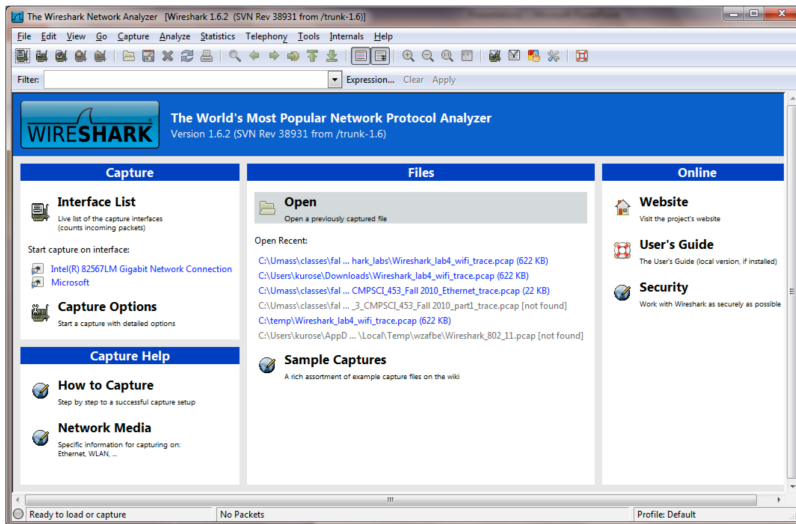 The Wireshark Network Analyzer [Wireshark 1.6.2 (SVN Rev 38931 from /trunk-1.6)]
File Edit View Go Capture Analyze Statistics Telephony Tools Internals Help
Filter: Expression... Clear Apply
WIRESHARK
The World's Most Popular Network Protocol Analyzer
Version 1.6.2 (SVN Rev 38931 from /trunk-1.6)
Capture
Interface List
Live list of the capture interfaces
(counts incoming packets)
Start capture on interface:
Intel(R) 82567LM Gigabit Network Connection
Microsoft
Capture Options
Start a capture with detailed options
Capture Help
How to Capture
Step by step to a successful capture setup
Network Media
Specific information for capturing on:
Ethernet, WLAN, ...
Files
Open
Open a previously captured file
Open Recent:
C:\Umass\classes\fal ... hark_labs\Wireshark_lab4_wifi_trace.pcap (622 KB)
C:\Users\kurose\Downloads\Wireshark_lab4_wifi_trace.pcap (622 KB)
C:\Umass\classes\fal ... CMPSCI_453_Fall 2010_Ethernet_trace.pcap (22 KB)
C:\Umass\classes\fal ... _3_CMPSCI_453_Fall 2010_part1_trace.pcap [not found]
C:\temp\Wireshark_lab4_wifi_trace.pcap (622 KB)
C:\Users\kurose\AppD ... \Local\Temp\wzafbe\Wireshark_802_11.pcap [not found]
Sample Captures
A rich assortment of example capture files on the wiki
Online
Website
Visit the project's website
User's Guide
The User's Guide (local version, if installed)
Security
Work with Wireshark as securely as possible
Ready to load or capture
No Packets
Profile: Default